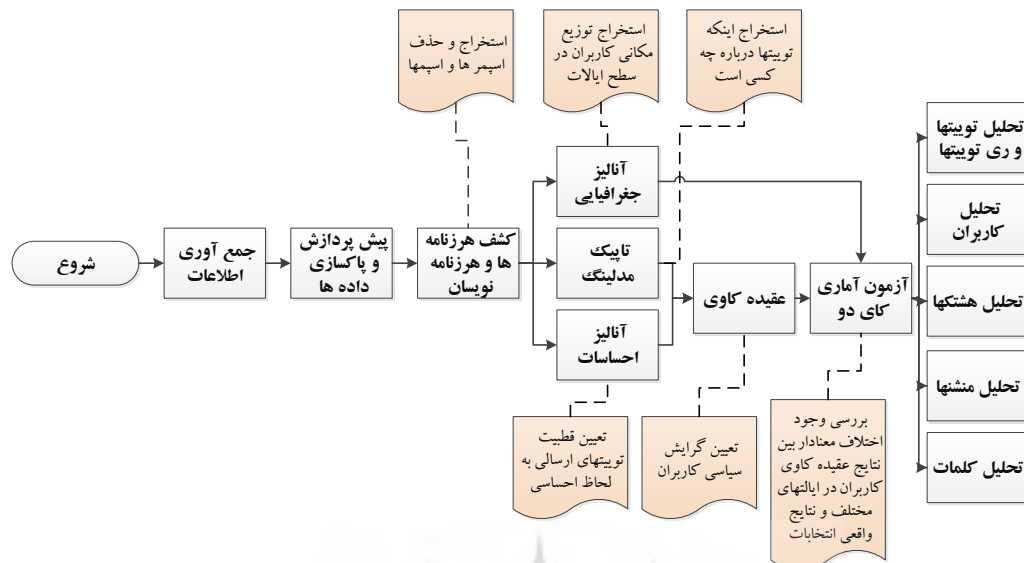 استخراج و حذف
اسپمر ها و اسپمها
استخراج توزیع
مکانی کاربران در
سطح ایالات
استخراج اینکه
توییتها درباره چه
کسی است
شروع
جمع آوری
اطلاعات
پیش پردازش
و پاکسازی
داده ها
کشف هرزنامه
ها و هرزنامه
نویسان
آنالیز
جغرافیایی
تاپیک
مدلینگ
آنالیز
احساسات
عقیده کاوی
آزمون آماری
کای دو
تحلیل توییتها
و ری توییتها
تحلیل
کاربران
تحلیل هشتکها
تحلیل منشنها
تحلیل کلمات
تعیین قطبیت
توییتهای ارسالی به
لحاظ احساسی
تعیین گرایش
سیاسی کاربران
بررسی وجود
اختلاف معنادار بین
نتایج عقیده کاوی
کاربران در ایالتهای
مختلف و نتایج
واقعی انتخابات